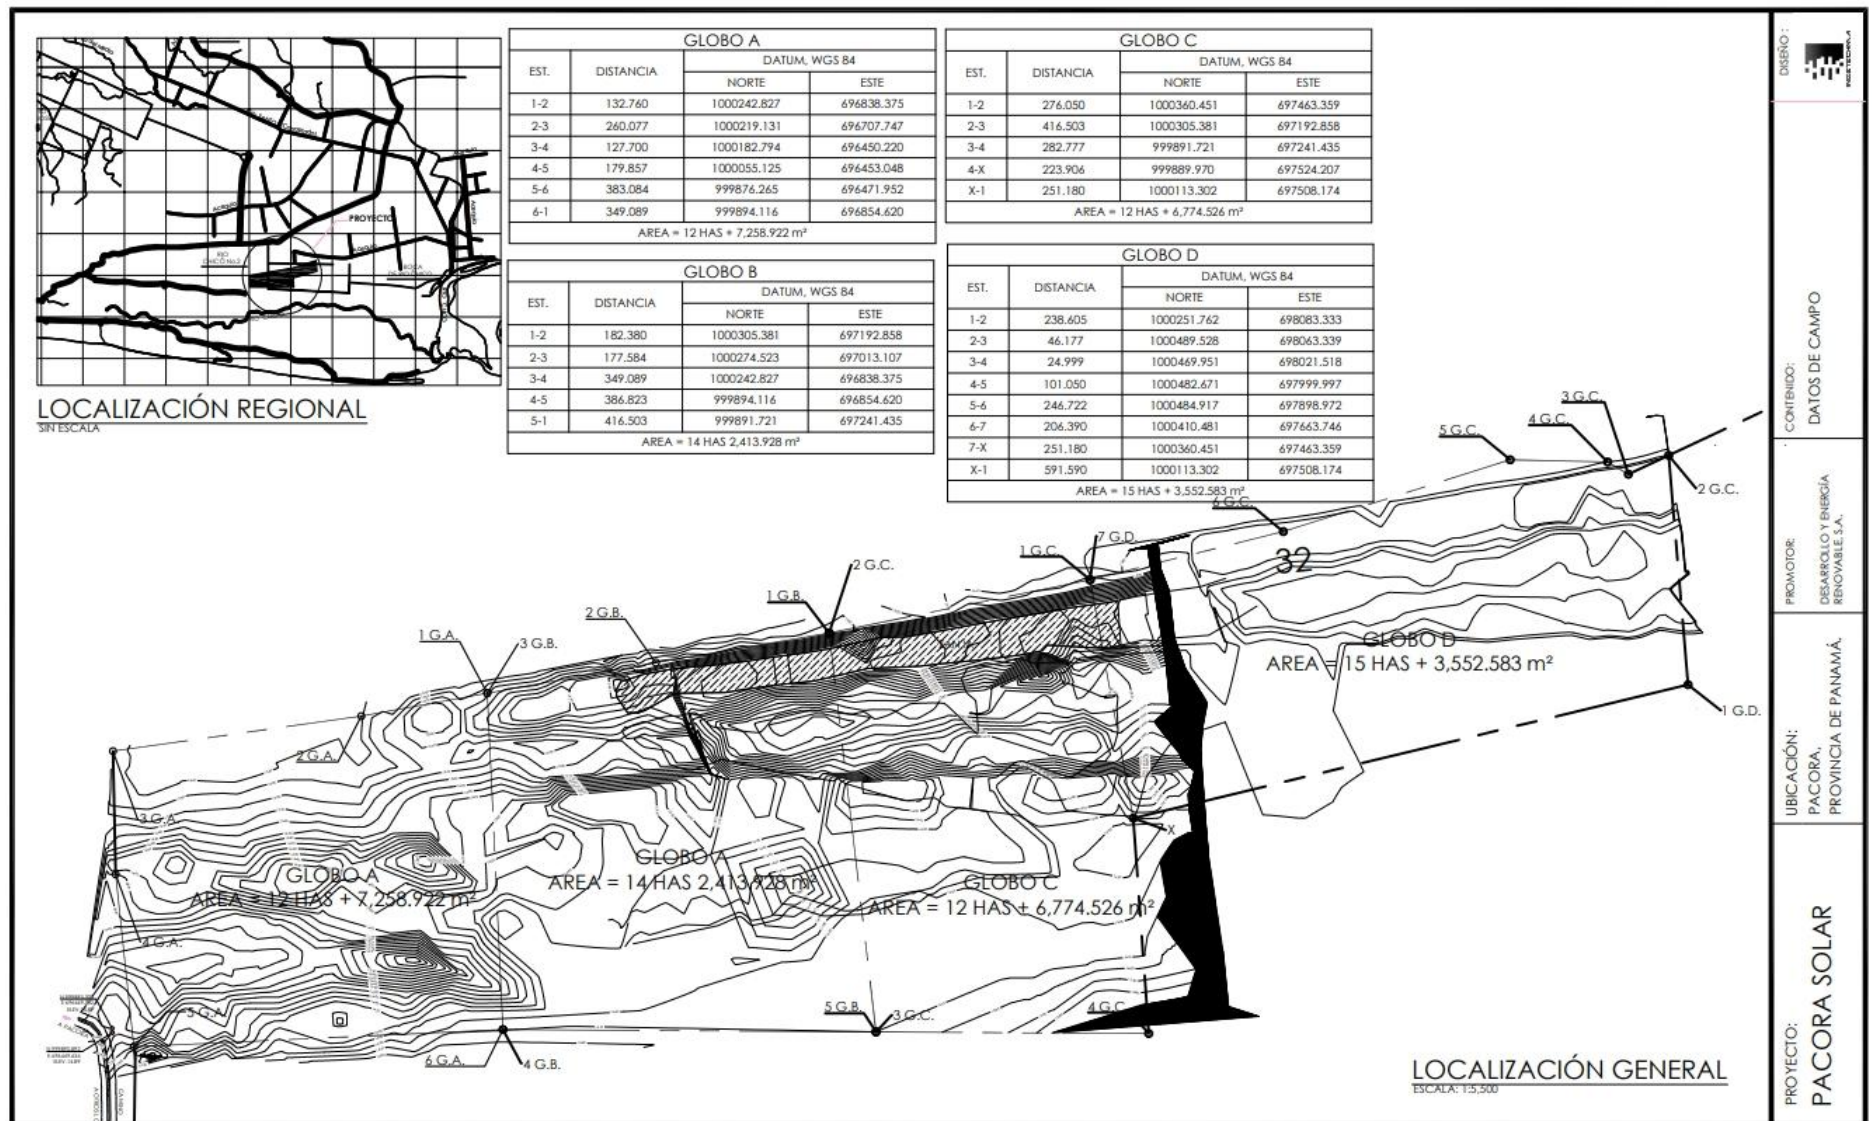 PROYECTO
RIO
CHICO No.2
BOCA
LOCALIZACIÓN REGIONAL
SIN ESCALA
GLOBO A
EST. DISTANCIA DATUM, WGS 84
NORTE ESTE
1-2 132.760 1000242.827 696838.375
2-3 260.077 1000219.131 696707.747
3-4 127.700 1000182.794 696450.220
4-5 179.857 1000055.125 696453.048
5-6 383.084 999876.265 696471.952
6-1 349.089 999894.116 696854.620
AREA = 12 HAS + 7,258.922 m²
GLOBO B
EST. DISTANCIA DATUM, WGS 84
NORTE ESTE
1-2 182.380 1000305.381 697192.858
2-3 177.584 1000274.523 697013.107
3-4 349.089 1000242.827 696838.375
4-5 386.823 999894.116 696854.620
5-1 416.503 999891.721 697241.435
AREA = 14 HAS 2,413.928 m²
GLOBO C
EST. DISTANCIA DATUM, WGS 84
NORTE ESTE
1-2 276.050 1000360.451 697463.359
2-3 416.503 1000305.381 697192.858
3-4 282.777 999891.721 697241.435
4-X 223.906 999889.970 697524.207
X-1 251.180 1000113.302 697508.174
AREA = 12 HAS + 6,774.526 m²
GLOBO D
EST. DISTANCIA DATUM, WGS 84
NORTE ESTE
1-2 238.605 1000251.762 698083.333
2-3 46.177 1000489.528 698063.339
3-4 24.999 1000469.951 698021.518
4-5 101.050 1000482.671 697999.997
5-6 246.722 1000484.917 697898.972
6-7 206.390 1000410.481 697663.746
7-X 251.180 1000360.451 697463.359
X-1 591.590 1000113.302 697508.174
AREA = 15 HAS + 3,552.583 m²
3 G.C.
4 G.C.
5 G.C.
2 G.C.
6 G.C.
7 G.D.
1 G.C.
32
2 G.C.
1 G.B.
2 G.B.
1 G.A.
3 G.B.
GLOBO D
AREA = 15 HAS + 3,552.583 m²
1 G.D.
2 G.A.
3 G.A.
X
GLOBO A
AREA = 12 HAS + 7,258.922 m²
GLOBO A
AREA = 14 HAS 2,413.928 m²
GLOBO C
AREA = 12 HAS + 6,774.526 m²
4 G.A.
5 G.A.
5 G.B.
3 G.C.
4 G.C.
6 G.A.
4 G.B.
A PACORA
CAMINO
LOCALIZACIÓN GENERAL
ESCALA: 1:5,500
DISEÑO :
CONTENIDO:
DATOS DE CAMPO
PROMOTOR:
DESARROLLO Y ENERGÍA
RENOVABLE S.A.
UBICACIÓN:
PACORA,
PROVINCIA DE PANAMÁ.
PROYECTO:
PACORA SOLAR